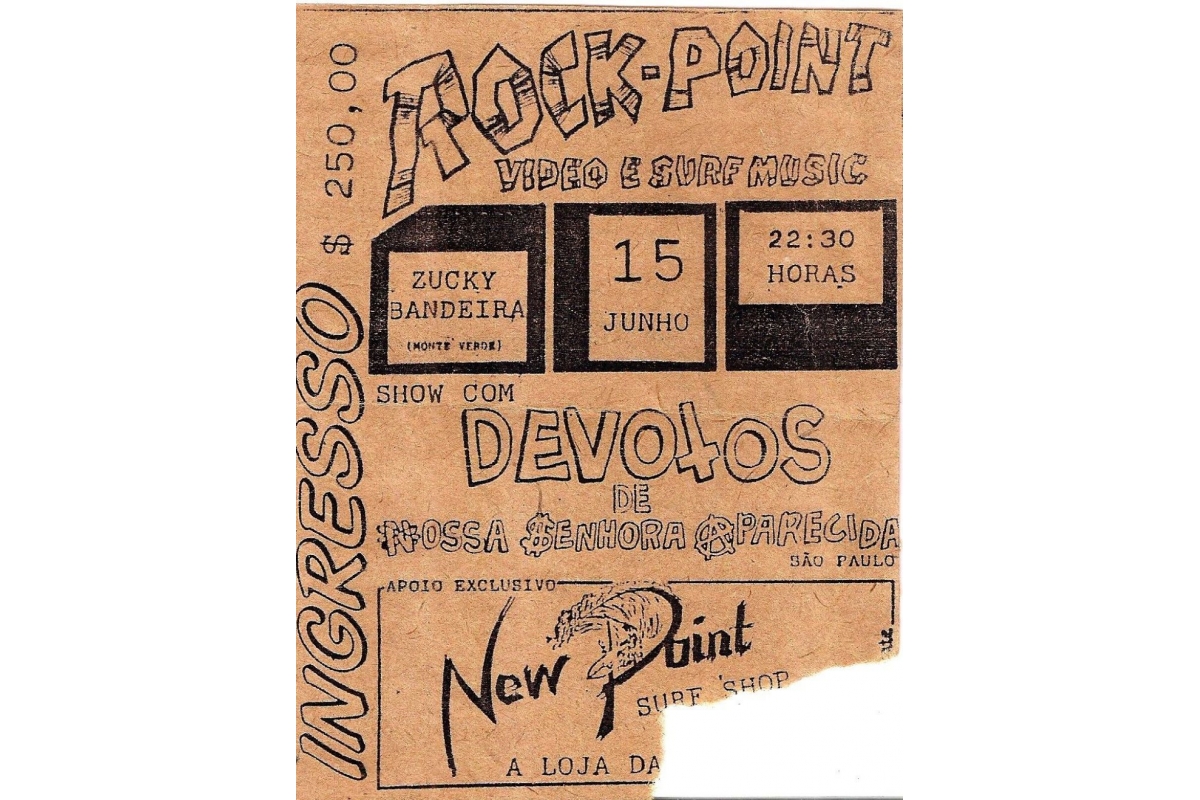 INGRESSO $ 250,00
ROCK-POINT
VIDEO E SURF MUSIC
ZUCKY
BANDEIRA
(MONTE VERDE)
15
JUNHO
22:30
HORAS
SHOW COM
DEVOTOS
DE
NOSSA SENHORA APARECIDA
SÃO PAULO
APOIO EXCLUSIVO
New Point
SURF SHOP
A LOJA DA